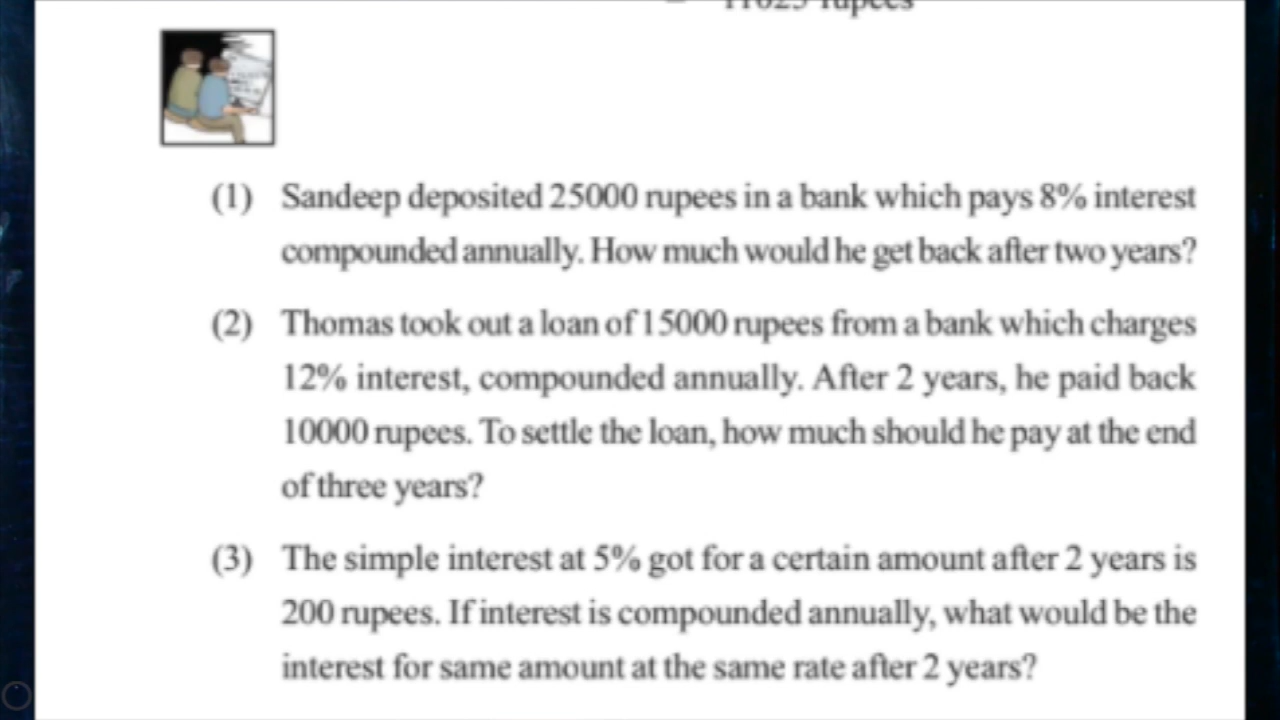 11025 rupees
(1) Sandeep deposited 25000 rupees in a bank which pays 8% interest
compounded annually. How much would he get back after two years?
(2) Thomas took out a loan of 15000 rupees from a bank which charges
12% interest, compounded annually. After 2 years, he paid back
10000 rupees. To settle the loan, how much should he pay at the end
of three years?
(3) The simple interest at 5% got for a certain amount after 2 years is
200 rupees. If interest is compounded annually, what would be the
interest for same amount at the same rate after 2 years?